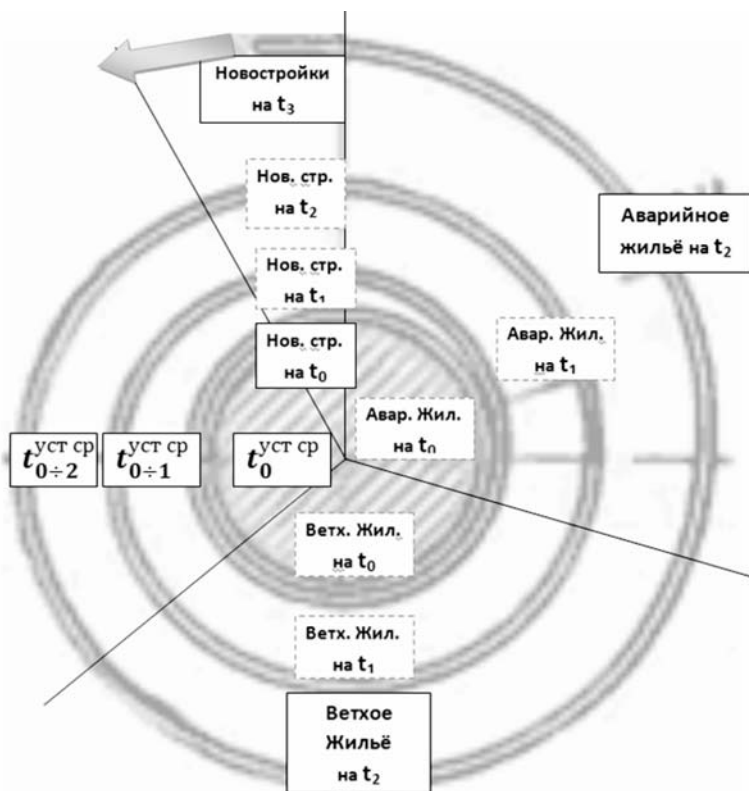 Новостройки
на t₃
Нов. стр.
на t₂
Аварийное
жильё на t₂
Нов. стр.
на t₁
Нов. стр.
на t₀
Авар. Жил.
на t₁
Авар. Жил.
на t₀
t₀÷₂ уст ср
t₀÷₁ уст ср
t₀ уст ср
Ветх. Жил.
на t₀
Ветх. Жил.
на t₁
Ветхое
Жильё
на t₂